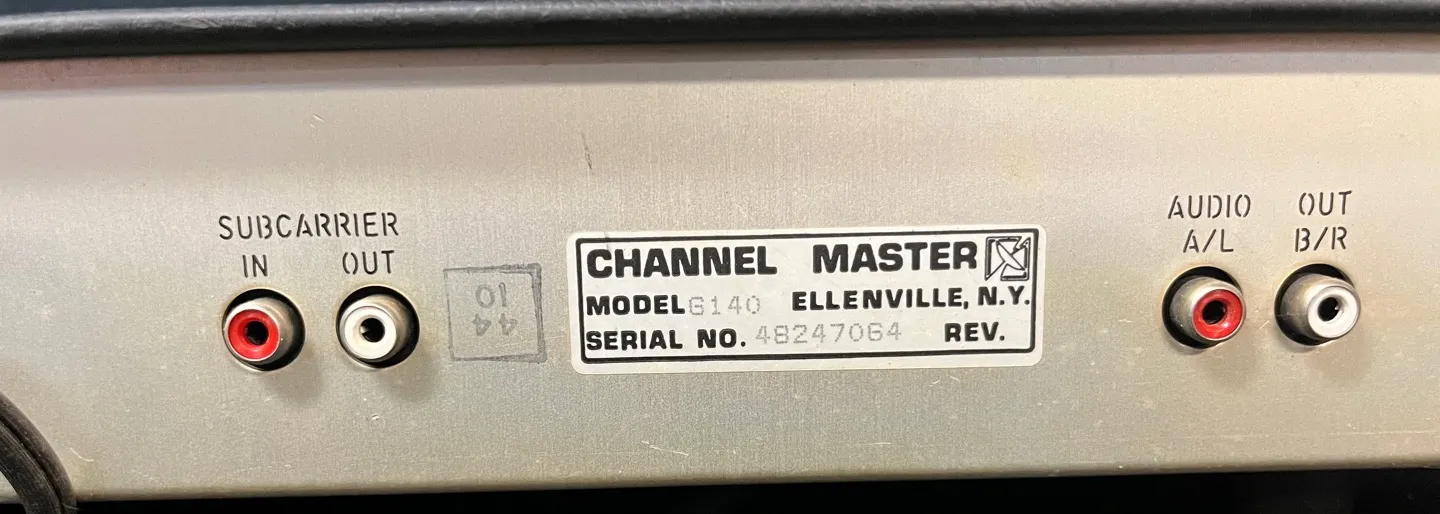 SUBCARRIER
IN OUT
44
10
CHANNEL MASTER
MODEL 6140 ELLENVILLE, N.Y.
SERIAL NO. 48247064 REV.
AUDIO OUT
A/L B/R